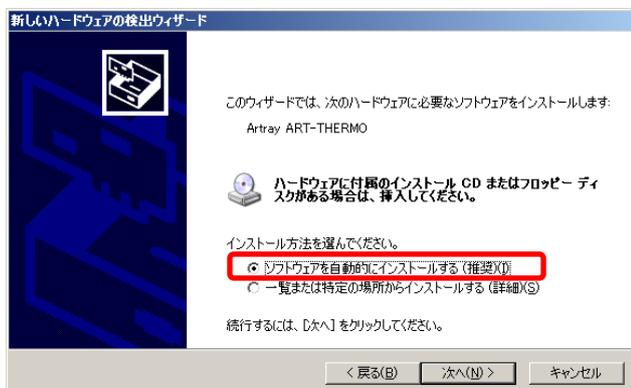 新しいハードウェアの検出ウィザード
このウィザードでは、次のハードウェアに必要なソフトウェアをインストールします:
Artray ART-THERMO
ハードウェアに付属のインストール CD またはフロッピー ディ
スクがある場合は、挿入してください。
インストール方法を選んでください。
ソフトウェアを自動的にインストールする (推奨)(I)
一覧または特定の場所からインストールする (詳細)(S)
続行するには、[次へ] をクリックしてください。
< 戻る(B) 次へ(N) > キャンセル